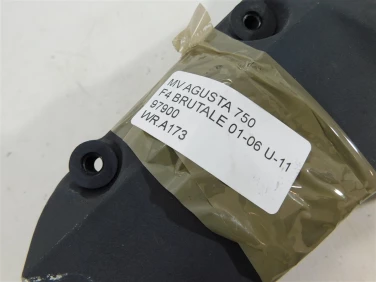 MV AGUSTA 750
F4 BRUTALE 01-06 U-11
97900
WR.A173